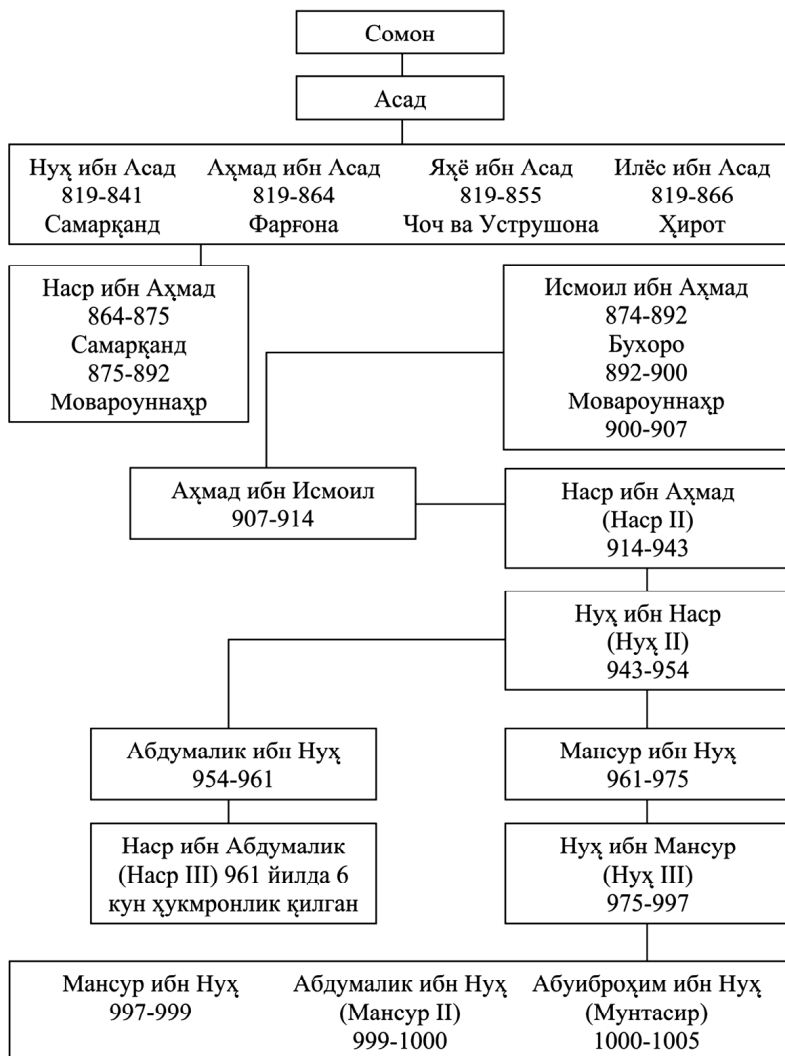 Сомон
Асад
Нуҳ ибн Асад
819-841
Самарқанд
Аҳмад ибн Асад
819-864
Фарғона
Яҳё ибн Асад
819-855
Чоч ва Уструшона
Илёс ибн Асад
819-866
Ҳирот
Наср ибн Аҳмад
864-875
Самарқанд
875-892
Мовароуннаҳр
Исмоил ибн Аҳмад
874-892
Бухоро
892-900
Мовароуннаҳр
900-907
Аҳмад ибн Исмоил
907-914
Наср ибн Аҳмад
(Наср II)
914-943
Нуҳ ибн Наср
(Нуҳ II)
943-954
Абдумалик ибн Нуҳ
954-961
Мансур ибн Нуҳ
961-975
Наср ибн Абдумалик
(Наср III) 961 йилда 6
кун ҳукмронлик қилган
Нуҳ ибн Мансур
(Нуҳ III)
975-997
Мансур ибн Нуҳ
997-999
Абдумалик ибн Нуҳ
(Мансур II)
999-1000
Абуиброҳим ибн Нуҳ
(Мунтасир)
1000-1005